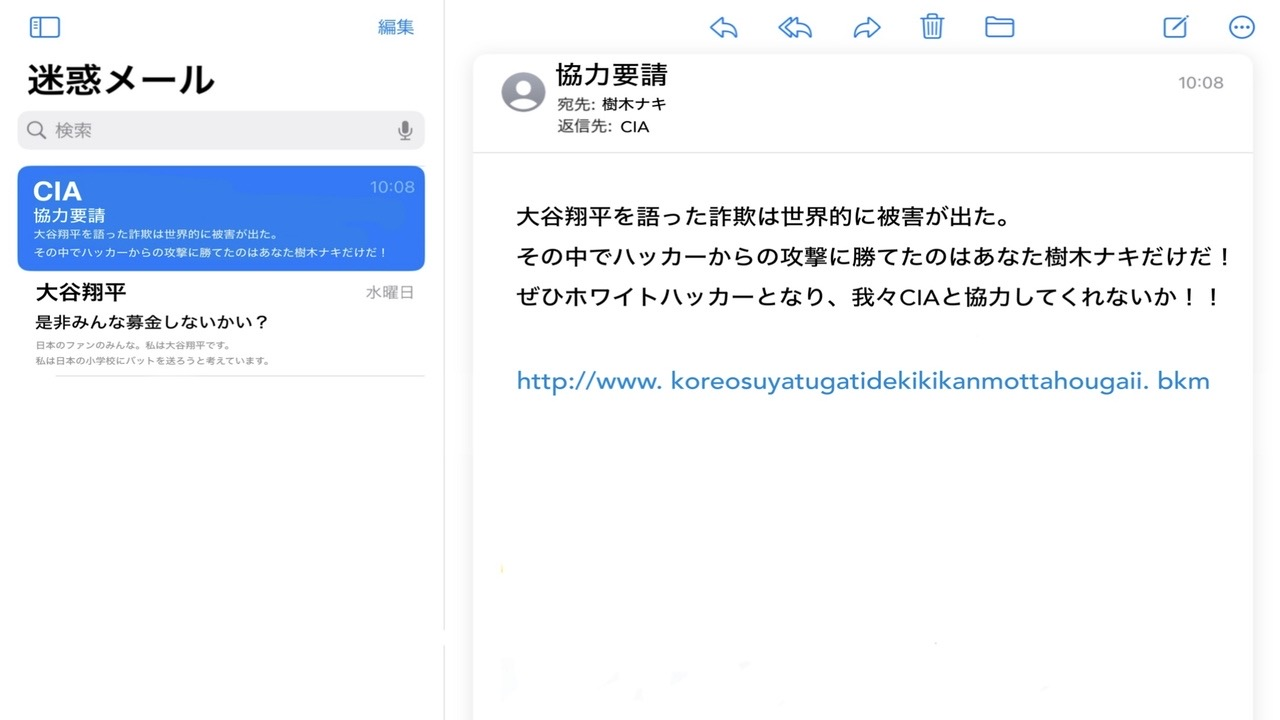 編集
迷惑メール
検索
CIA
10:08
協力要請
大谷翔平を語った詐欺は世界的に被害が出た。
その中でハッカーからの攻撃に勝てたのはあなた樹木ナキだけだ！
大谷翔平
水曜日
是非みんな募金しないかい？
日本のファンのみんな。私は大谷翔平です。
私は日本の小学校にバットを送ろうと考えています。
協力要請
10:08
宛先: 樹木ナキ
返信先: CIA
大谷翔平を語った詐欺は世界的に被害が出た。
その中でハッカーからの攻撃に勝てたのはあなた樹木ナキだけだ！
ぜひホワイトハッカーとなり、我々CIAと協力してくれないか！！
http://www. koreosuyatugatidekikikanmottahougaii. bkm